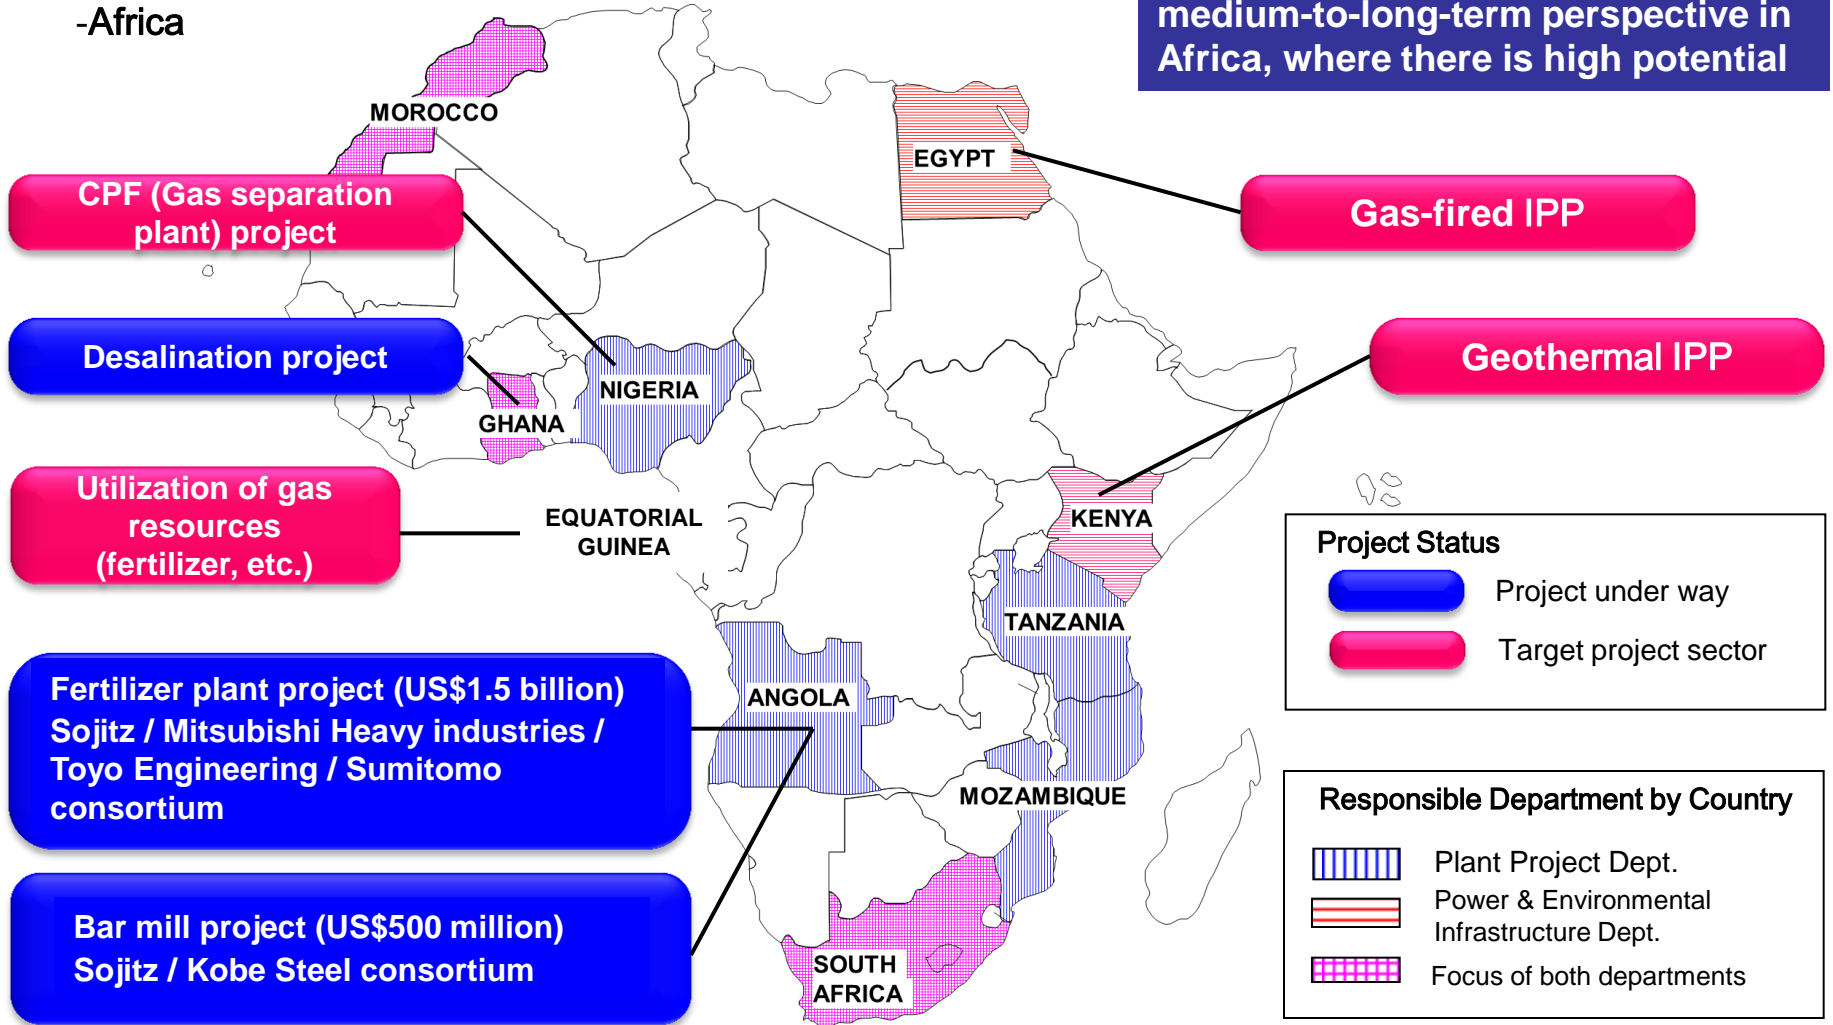 -Africa
medium-to-long-term perspective in
Africa, where there is high potential
MOROCCO
EGYPT
CPF (Gas separation
plant) project
Gas-fired IPP
Desalination project
Geothermal IPP
NIGERIA
GHANA
Utilization of gas
resources
(fertilizer, etc.)
EQUATORIAL
GUINEA
KENYA
Project Status
Project under way
Target project sector
TANZANIA
Fertilizer plant project (US$1.5 billion)
Sojitz / Mitsubishi Heavy industries /
Toyo Engineering / Sumitomo
consortium
ANGOLA
MOZAMBIQUE
Responsible Department by Country
Plant Project Dept.
Power & Environmental
Infrastructure Dept.
Focus of both departments
Bar mill project (US$500 million)
Sojitz / Kobe Steel consortium
SOUTH
AFRICA